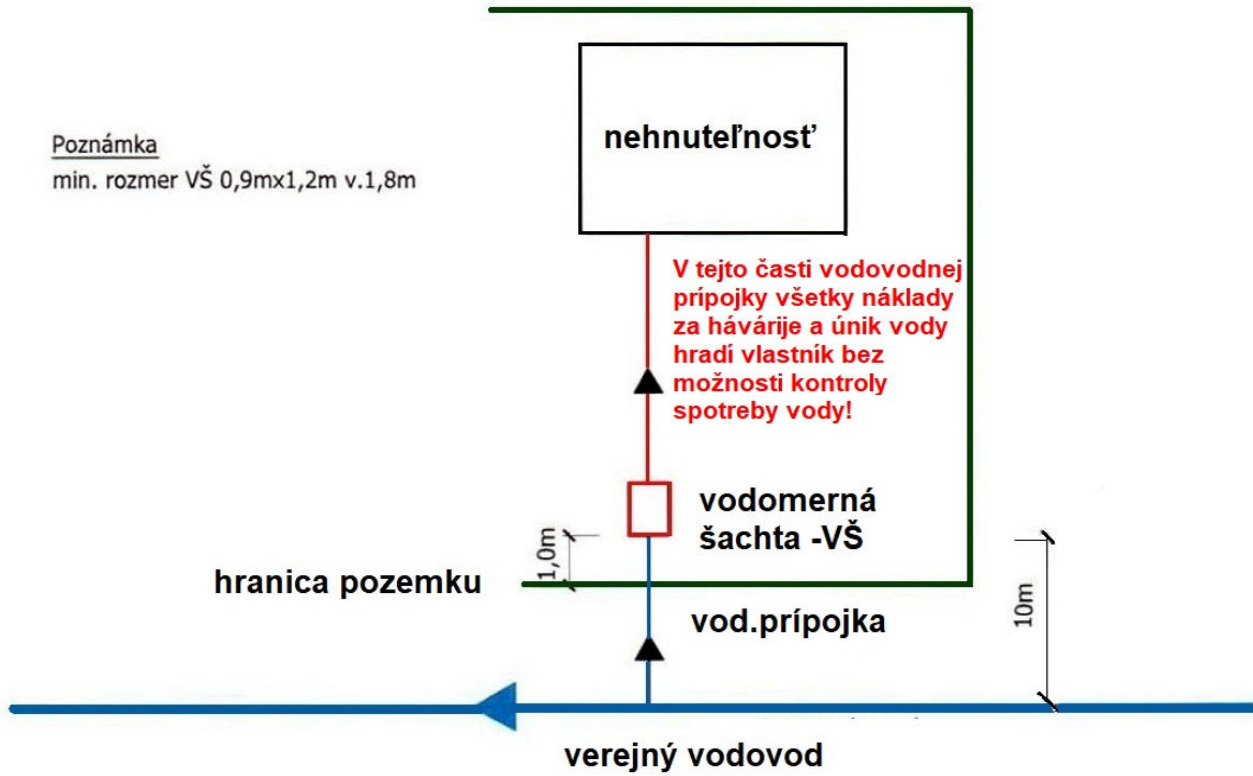 nehnuteľnosť
Poznámka
min. rozmer VŠ 0,9mx1,2m v.1,8m
V tejto časti vodovodnej
prípojky všetky náklady
za hávárije a únik vody
hradí vlastník bez
možnosti kontroly
spotreby vody!
vodomerná
šachta -VŠ
1,0m
hranica pozemku
10m
vod.prípojka
verejný vodovod